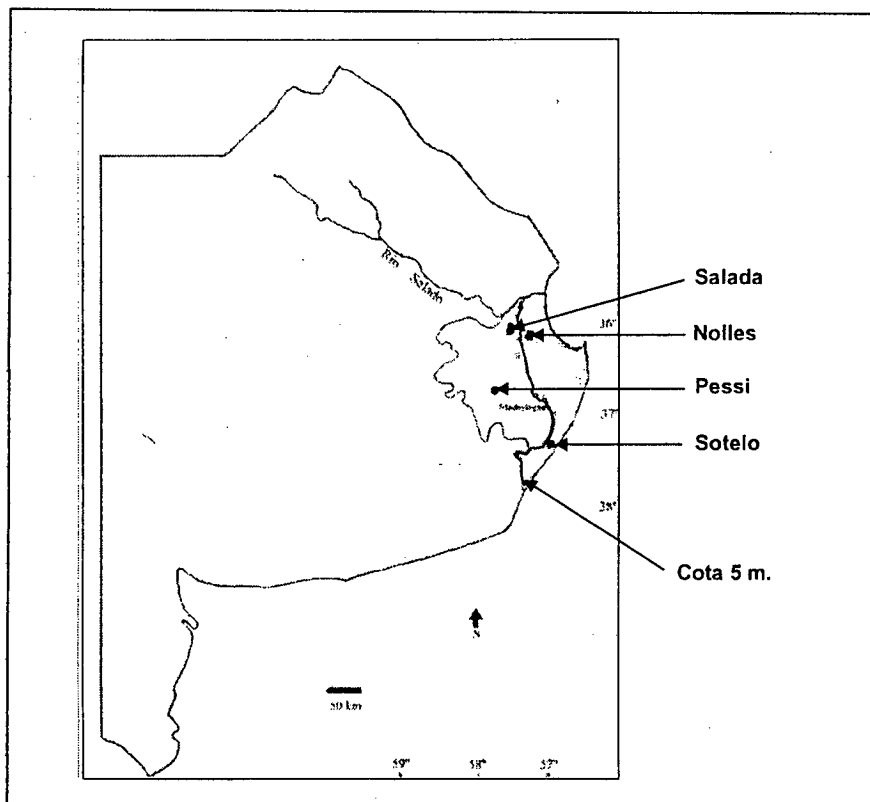 Río Salado
Salada
36°
Nolles
Pessi
37°
Sotelo
38°
Cota 5 m.
N
50 km
59° 58° 57°